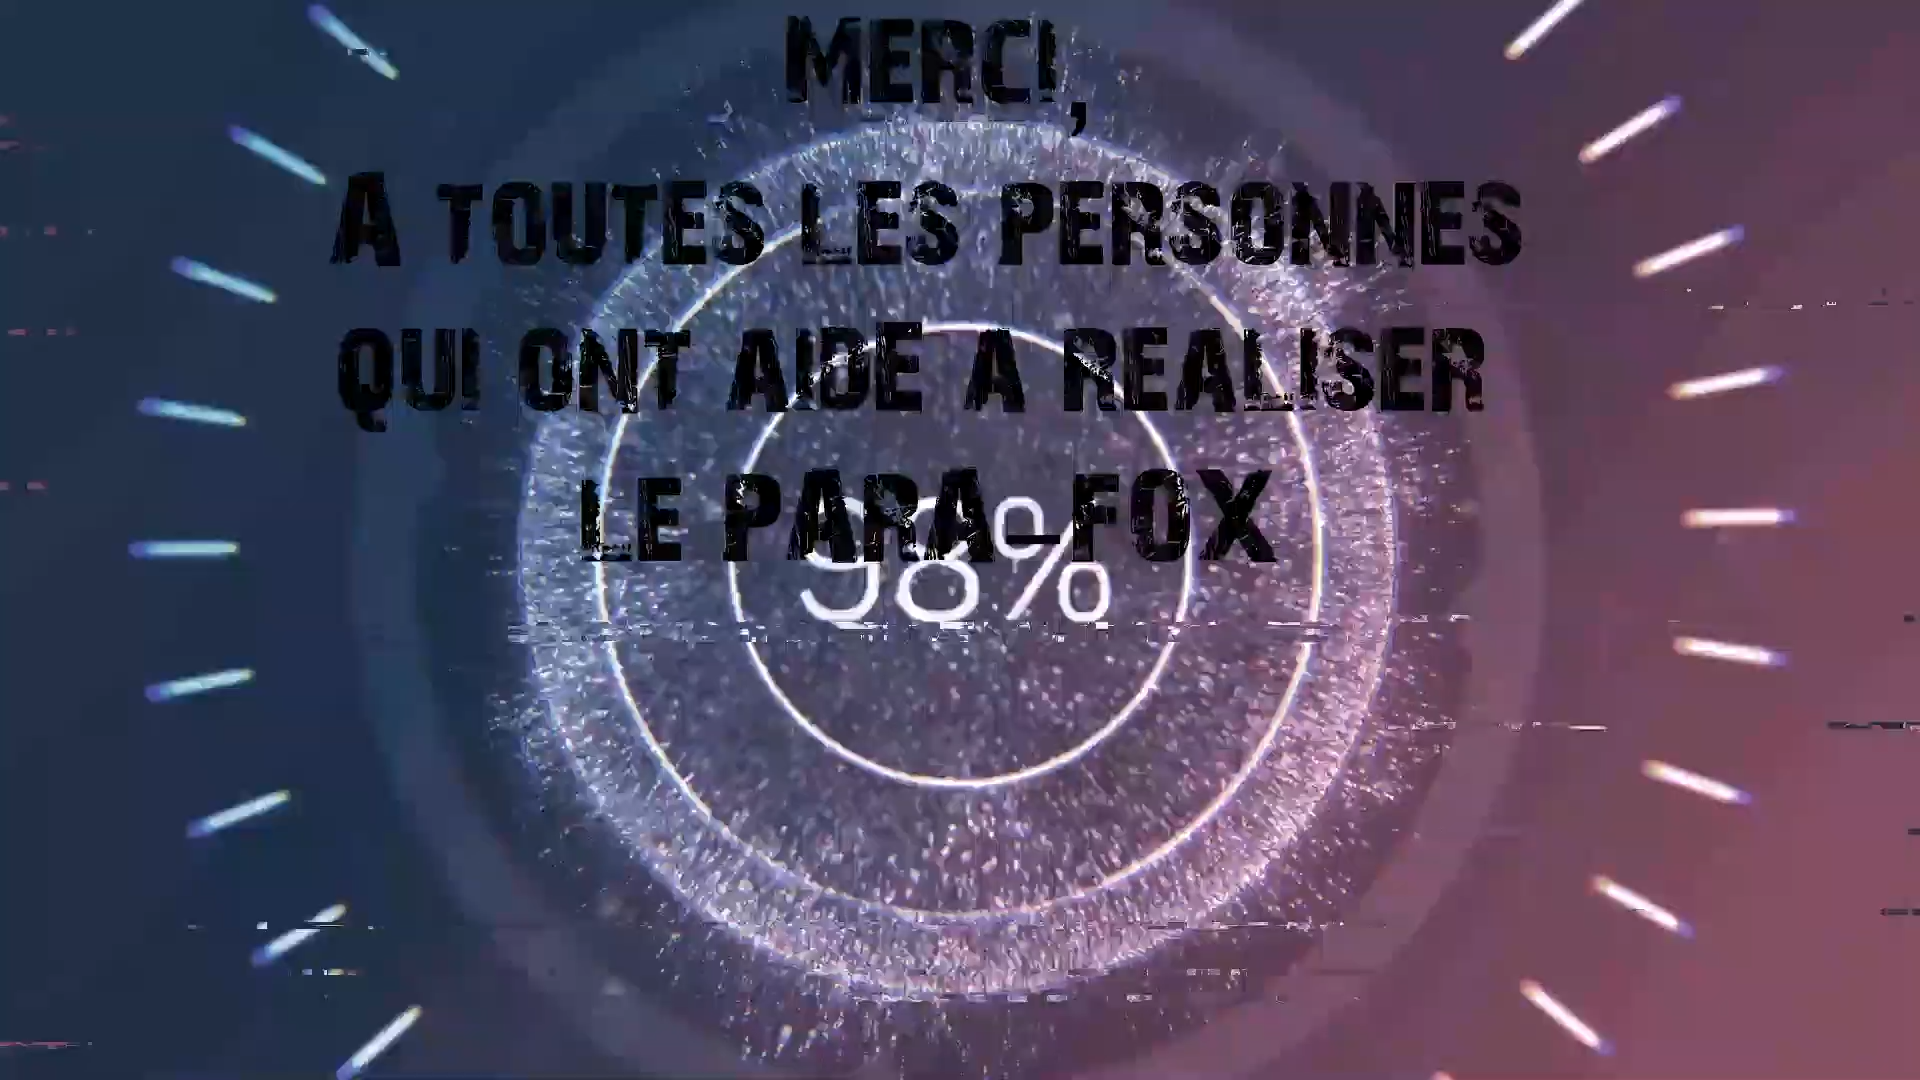 MERCI,
A TOUTES LES PERSONNES
QUI ONT AIDE A REALISER
LE PARA-FOX
98%